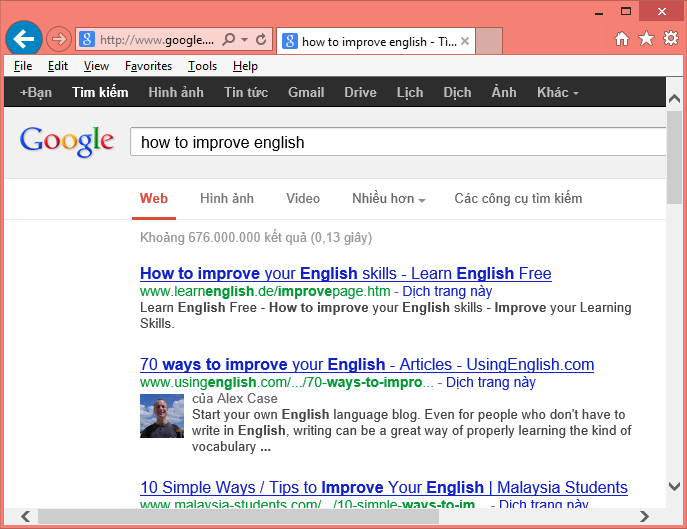 http://www.google....
how to improve english - Tì...
File Edit View Favorites Tools Help
+Bạn Tìm kiếm Hình ảnh Tin tức Gmail Drive Lịch Dịch Ảnh Khác
Google how to improve english
Web Hình ảnh Video Nhiều hơn Các công cụ tìm kiếm
Khoảng 676.000.000 kết quả (0,13 giây)
How to improve your English skills - Learn English Free
www.learnenglish.de/improvepage.htm - Dịch trang này
Learn English Free - How to improve your English skills - Improve your Learning
Skills.
70 ways to improve your English - Articles - UsingEnglish.com
www.usingenglish.com/.../70-ways-to-impro... - Dịch trang này
của Alex Case
Start your own English language blog. Even for people who don't have to
write in English, writing can be a great way of properly learning the kind of
vocabulary ...
10 Simple Ways / Tips to Improve Your English | Malaysia Students
www.malaysia-students.com/.../10-simple-ways-to-im... - Dịch trang này